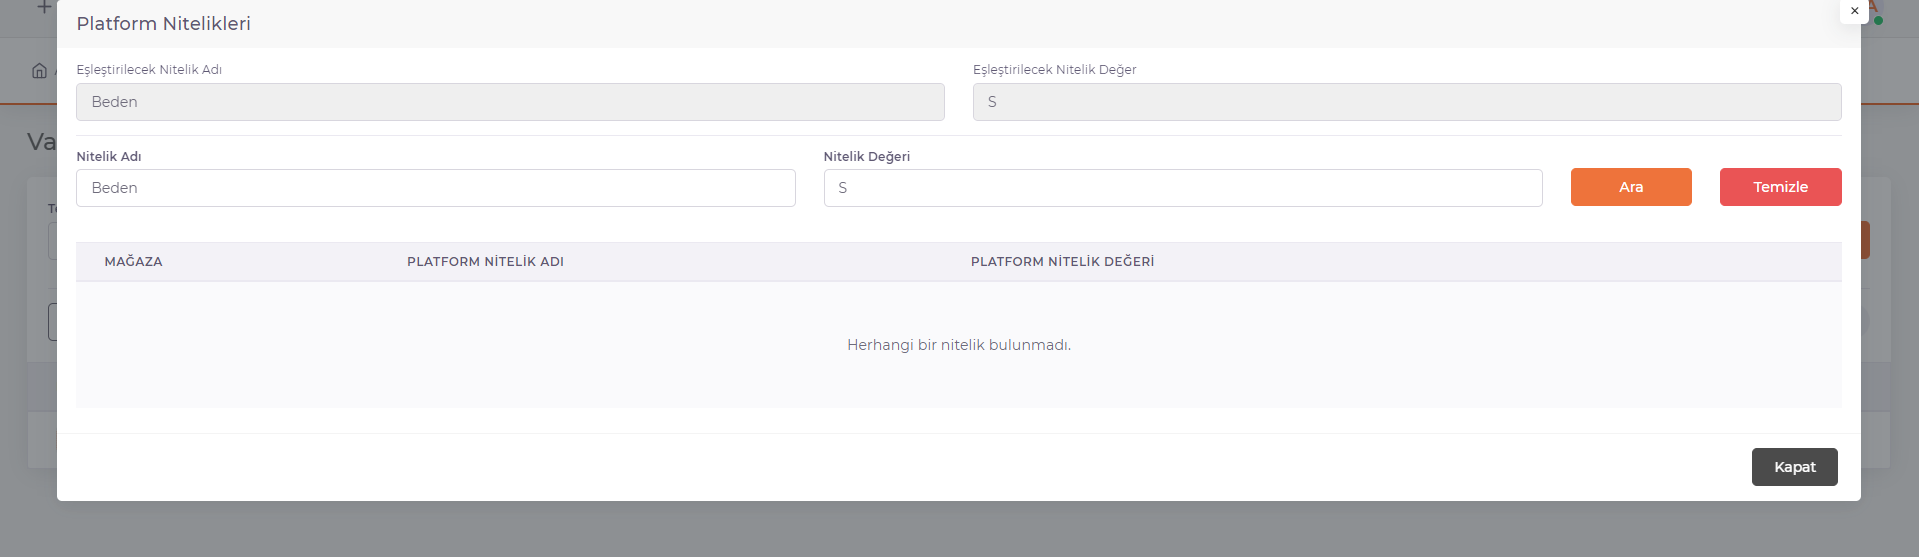 Platform Nitelikleri
×
Eşleştirilecek Nitelik Adı
Eşleştirilecek Nitelik Değer
Beden
S
Nitelik Adı
Nitelik Değeri
Beden
S
Ara
Temizle
MAĞAZA
PLATFORM NİTELİK ADI
PLATFORM NİTELİK DEĞERİ
Herhangi bir nitelik bulunmadı.
Kapat